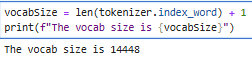 vocabSize = len(tokenizer.index_word) + 1
print(f"The vocab size is {vocabSize}")
The vocab size is 14448